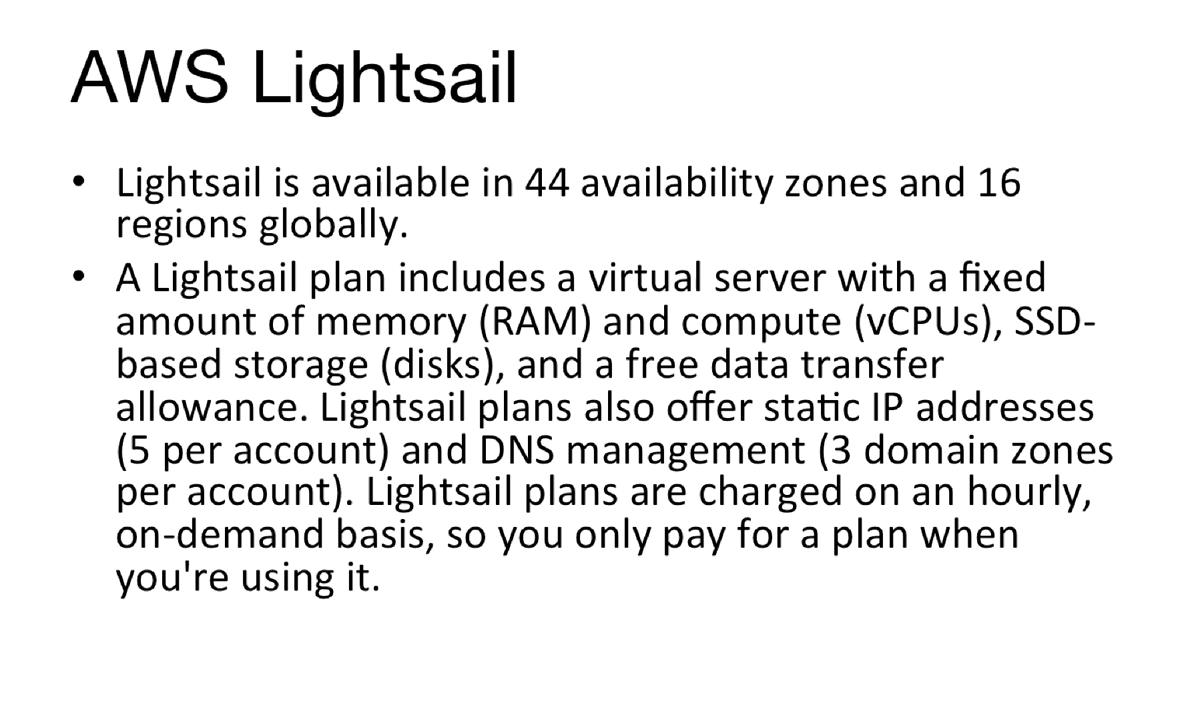 AWS Lightsail
• Lightsail is available in 44 availability zones and 16
regions globally.
• A Lightsail plan includes a virtual server with a fixed
amount of memory (RAM) and compute (vCPUs), SSD-
based storage (disks), and a free data transfer
allowance. Lightsail plans also offer static IP addresses
(5 per account) and DNS management (3 domain zones
per account). Lightsail plans are charged on an hourly,
on-demand basis, so you only pay for a plan when
you're using it.